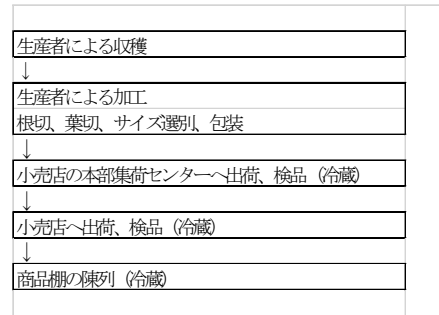 生産者による収穫
↓
生産者による加工
根切、葉切、サイズ選別、包装
↓
小売店の本部集荷センターへ出荷、検品（冷蔵）
↓
小売店へ出荷、検品（冷蔵）
↓
商品棚の陳列（冷蔵）